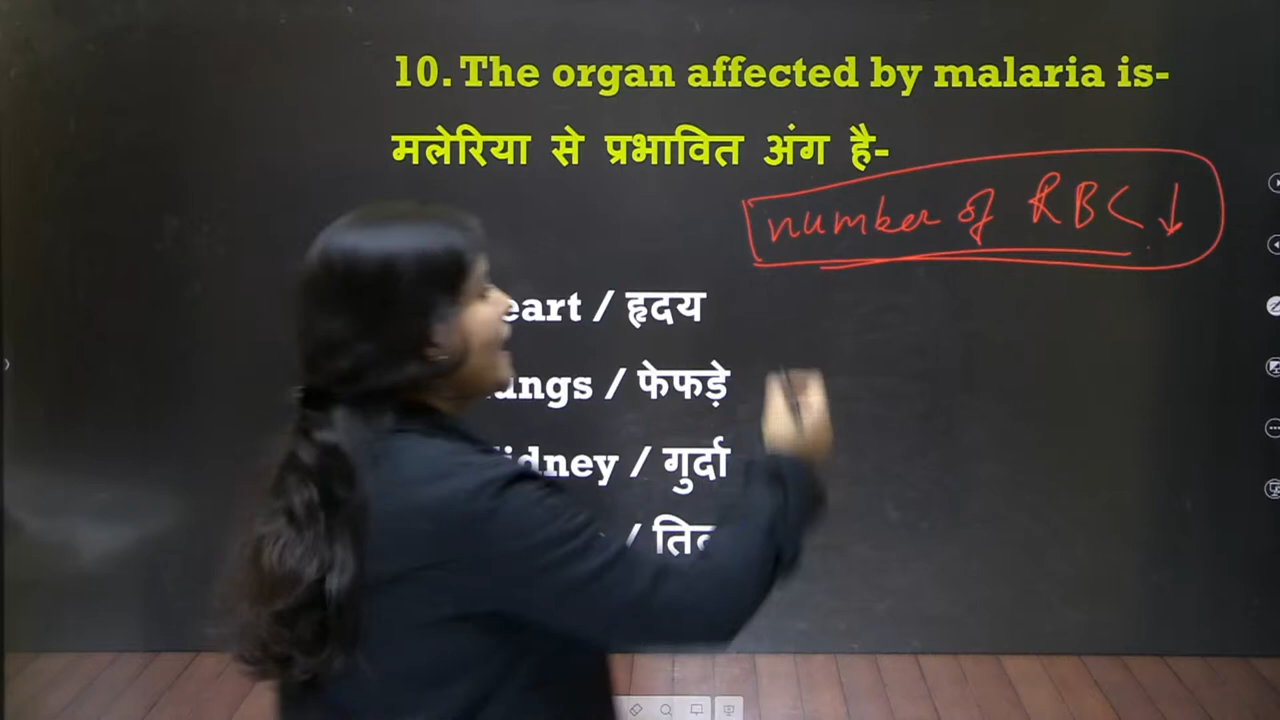 10. The organ affected by malaria is-
मलेरिया से प्रभावित अंग है-
number of RBC ↓
eart / हृदय
ungs / फेफड़े
idney / गुर्दा
/